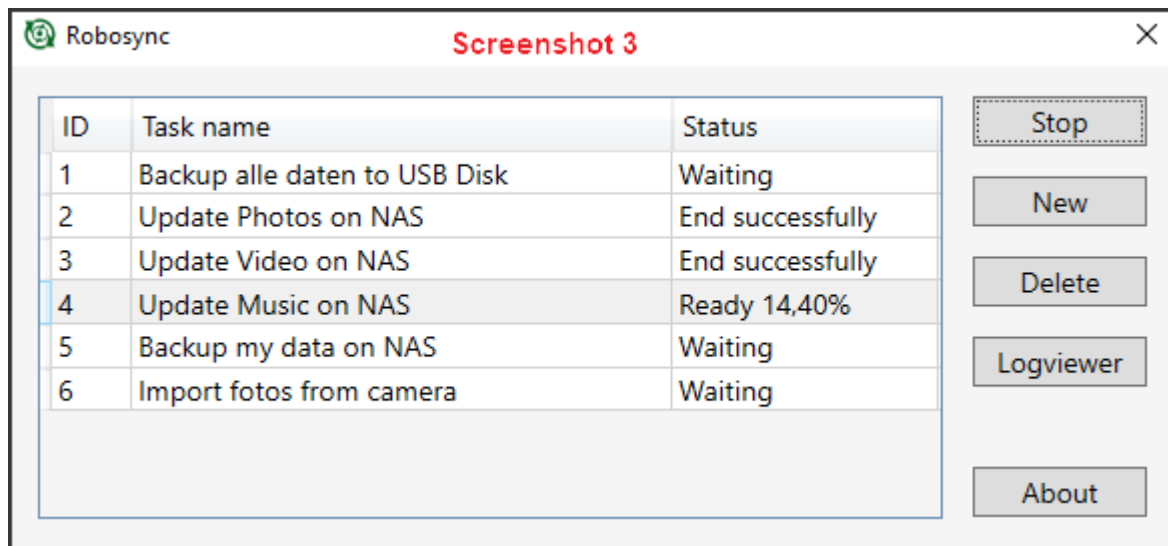 Robosync
Screenshot 3
ID Task name Status
1 Backup alle daten to USB Disk Waiting
2 Update Photos on NAS End successfully
3 Update Video on NAS End successfully
4 Update Music on NAS Ready 14,40%
5 Backup my data on NAS Waiting
6 Import fotos from camera Waiting
Stop
New
Delete
Logviewer
About